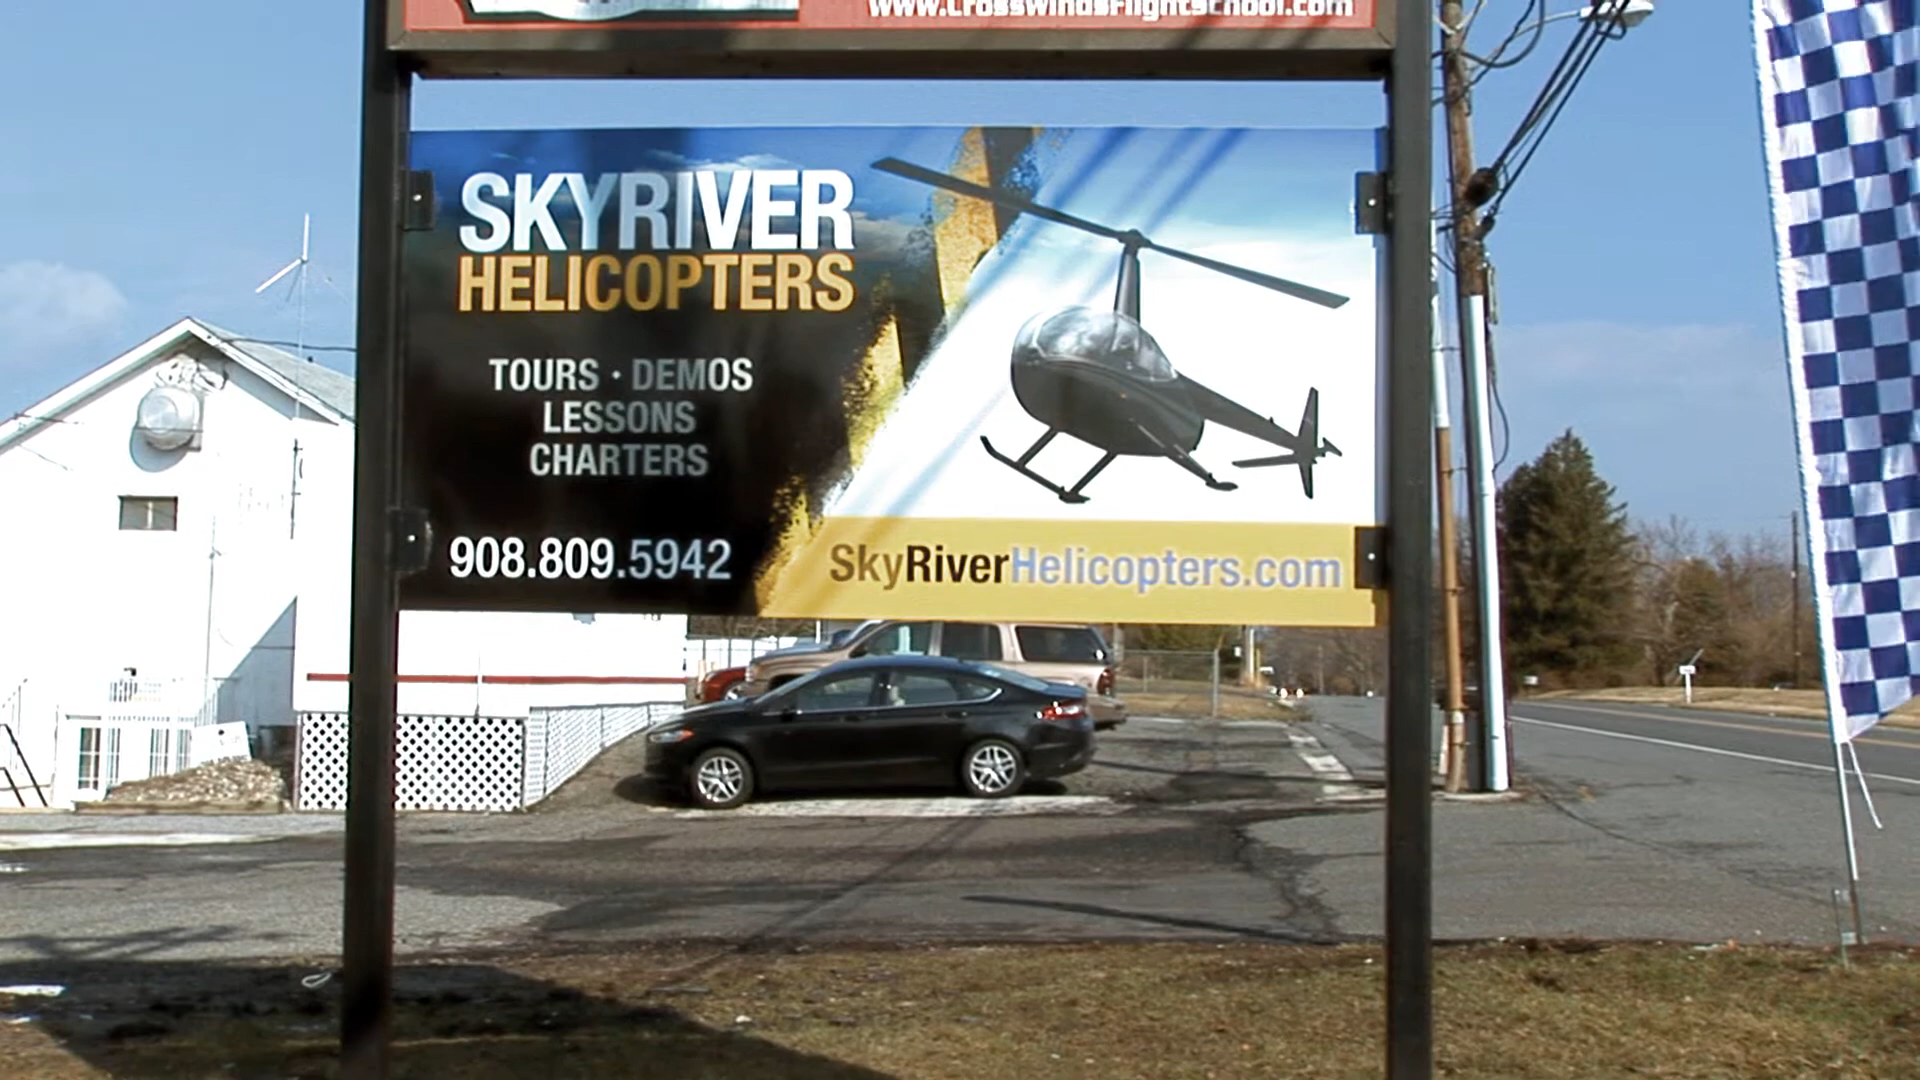 www.CrosswindsFlightSchool.com
SKYRIVER
HELICOPTERS
TOURS · DEMOS
LESSONS
CHARTERS
908.809.5942
SkyRiverHelicopters.com